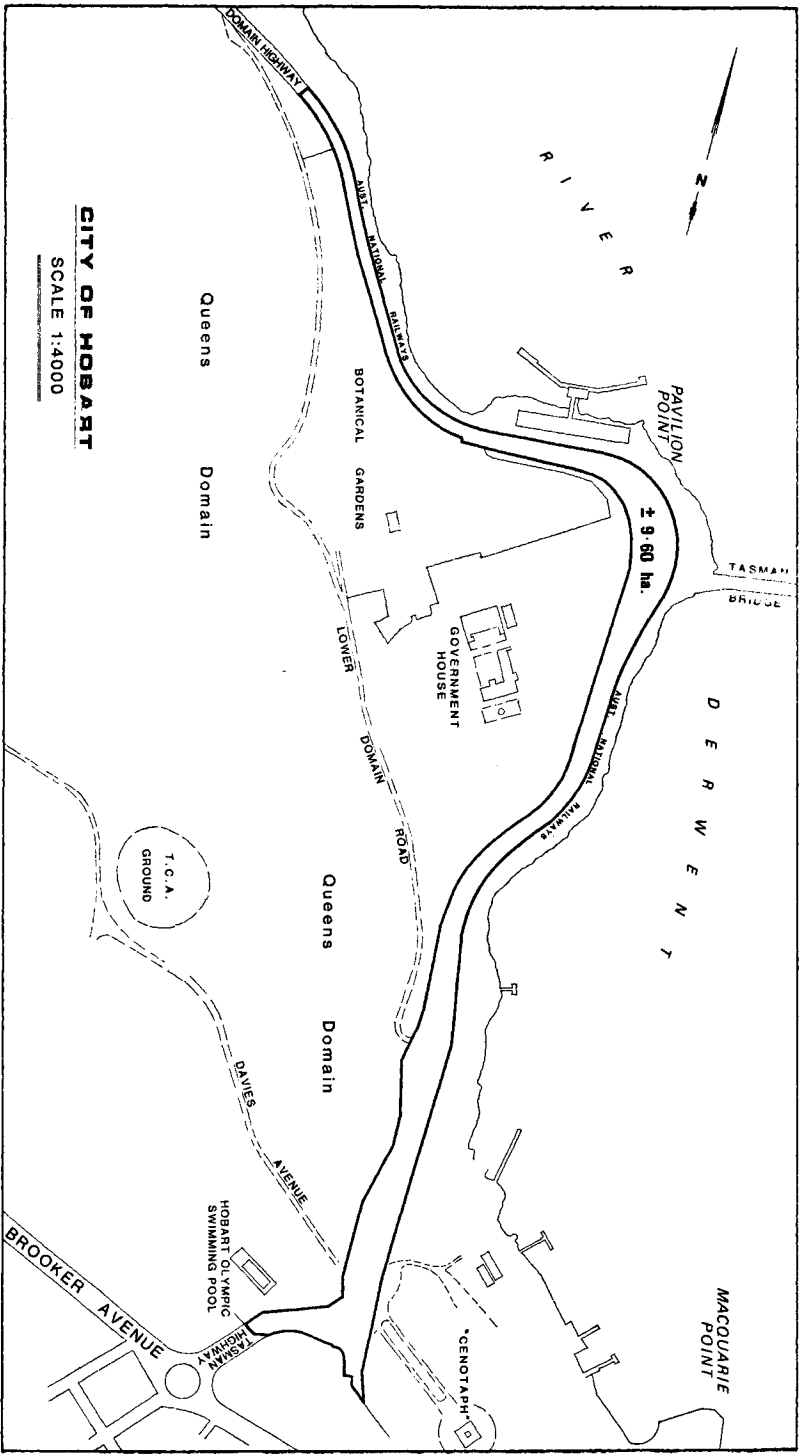 DOMAIN HIGHWAY
RIVER
N
AUST. NATIONAL RAILWAYS
PAVILION
POINT
CITY OF HOBART
SCALE 1:4000
Queens Domain
BOTANICAL GARDENS
± 9·60 ha.
TASMAN
BRIDGE
GOVERNMENT
HOUSE
LOWER DOMAIN ROAD
DERWENT
AUST. NATIONAL RAILWAYS
T.C.A.
GROUND
Queens Domain
DAVIES AVENUE
HOBART OLYMPIC
SWIMMING POOL
BROOKER AVENUE
TASMAN
HIGHWAY
"CENOTAPH"
MACQUARIE
POINT